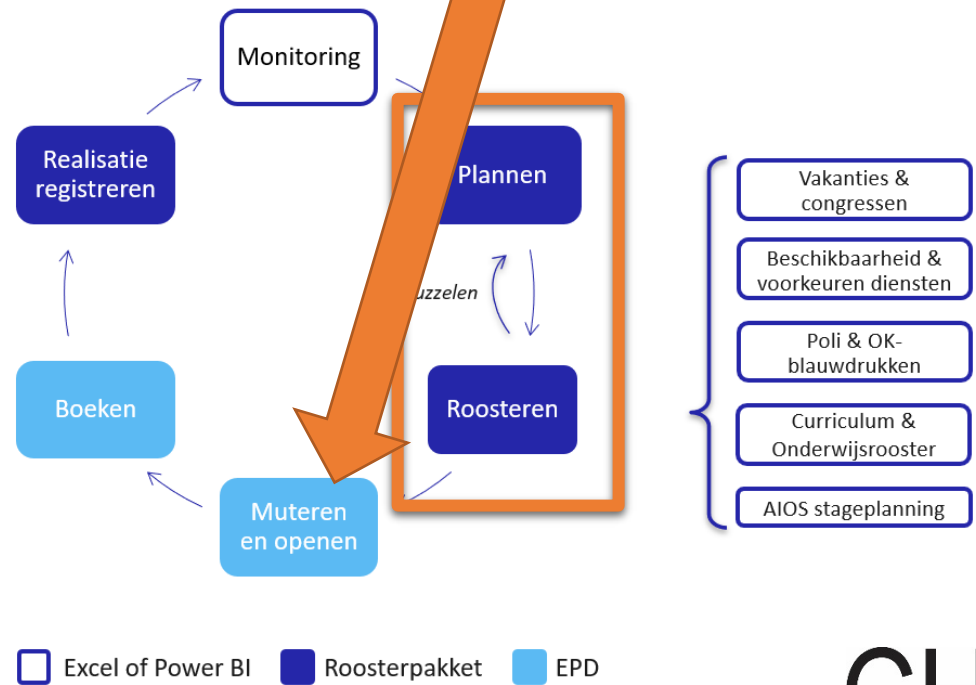 Monitoring
Realisatie
registreren
Plannen
Vakanties &
congressen
Beschikbaarheid &
voorkeuren diensten
uzzelen
Poli & OK-
blauwdrukken
Boeken
Roosteren
Curriculum &
Onderwijsrooster
Muteren
en openen
AIOS stageplanning
Excel of Power BI
Roosterpakket
EPD